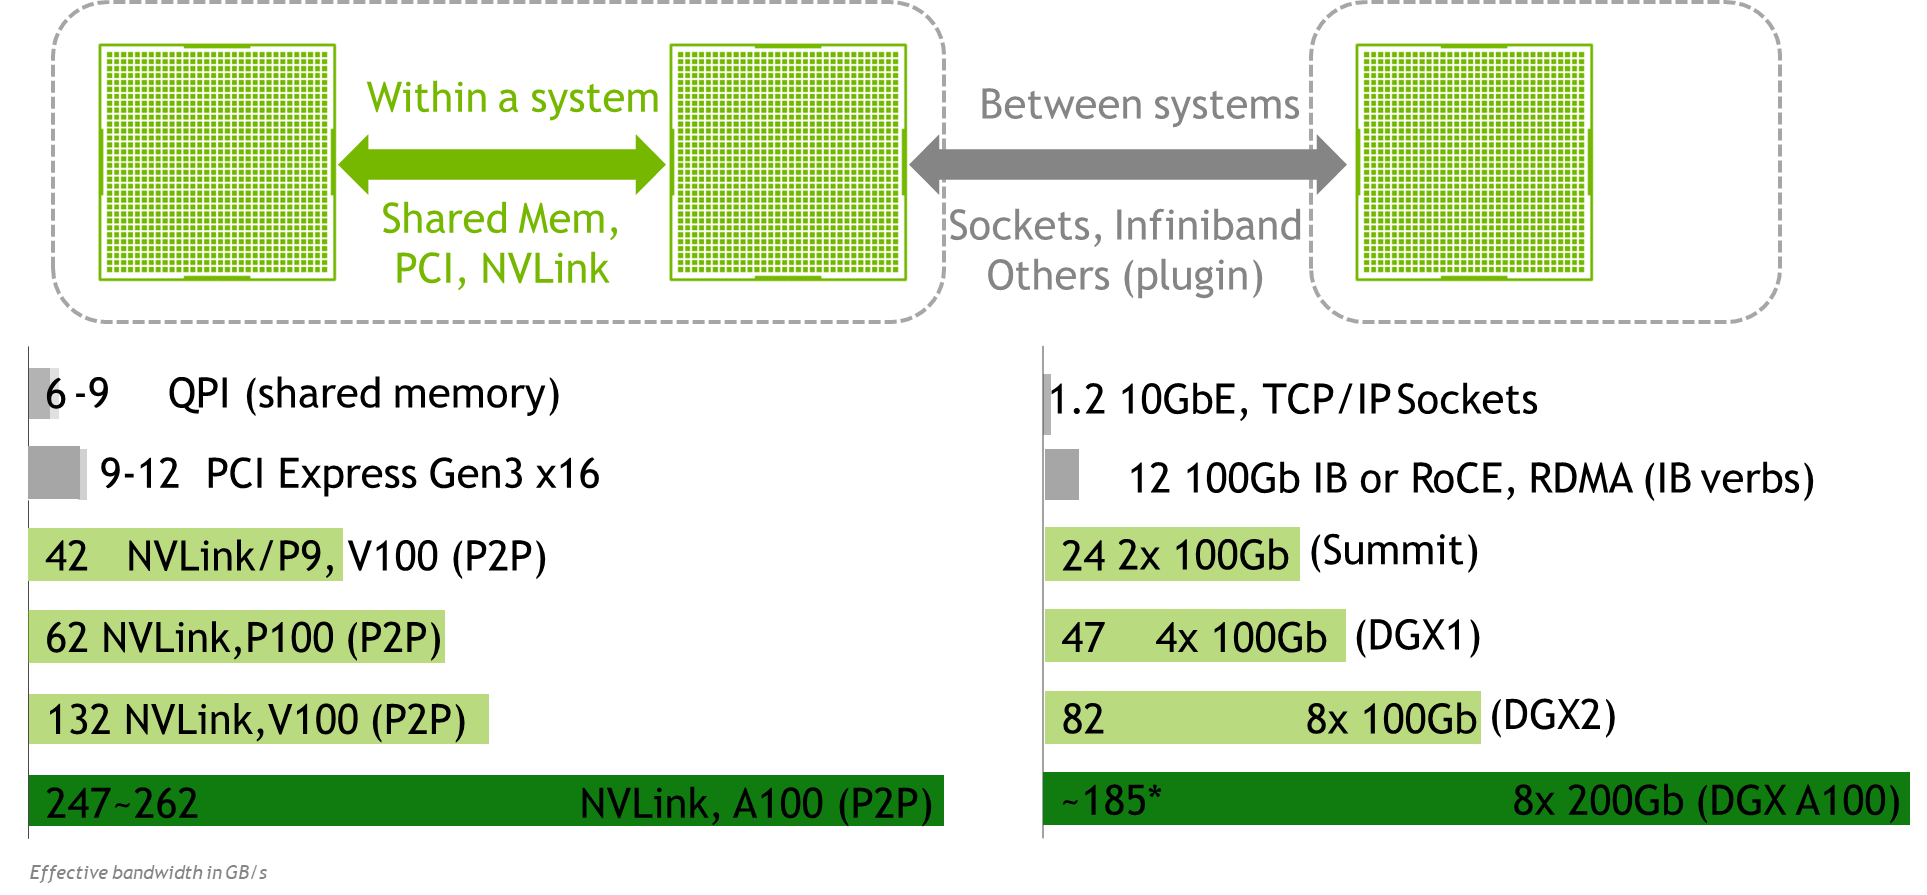 Within a system
Shared Mem,
PCI, NVLink
Between systems
Sockets, Infiniband
Others (plugin)
6 -9 QPI (shared memory)
9-12 PCI Express Gen3 x16
42 NVLink/P9, V100 (P2P)
62 NVLink,P100 (P2P)
132 NVLink,V100 (P2P)
247~262 NVLink, A100 (P2P)
1.2 10GbE, TCP/IP Sockets
12 100Gb IB or RoCE, RDMA (IB verbs)
24 2x 100Gb (Summit)
47 4x 100Gb (DGX1)
82 8x 100Gb (DGX2)
~185* 8x 200Gb (DGX A100)
Effective bandwidth in GB/s